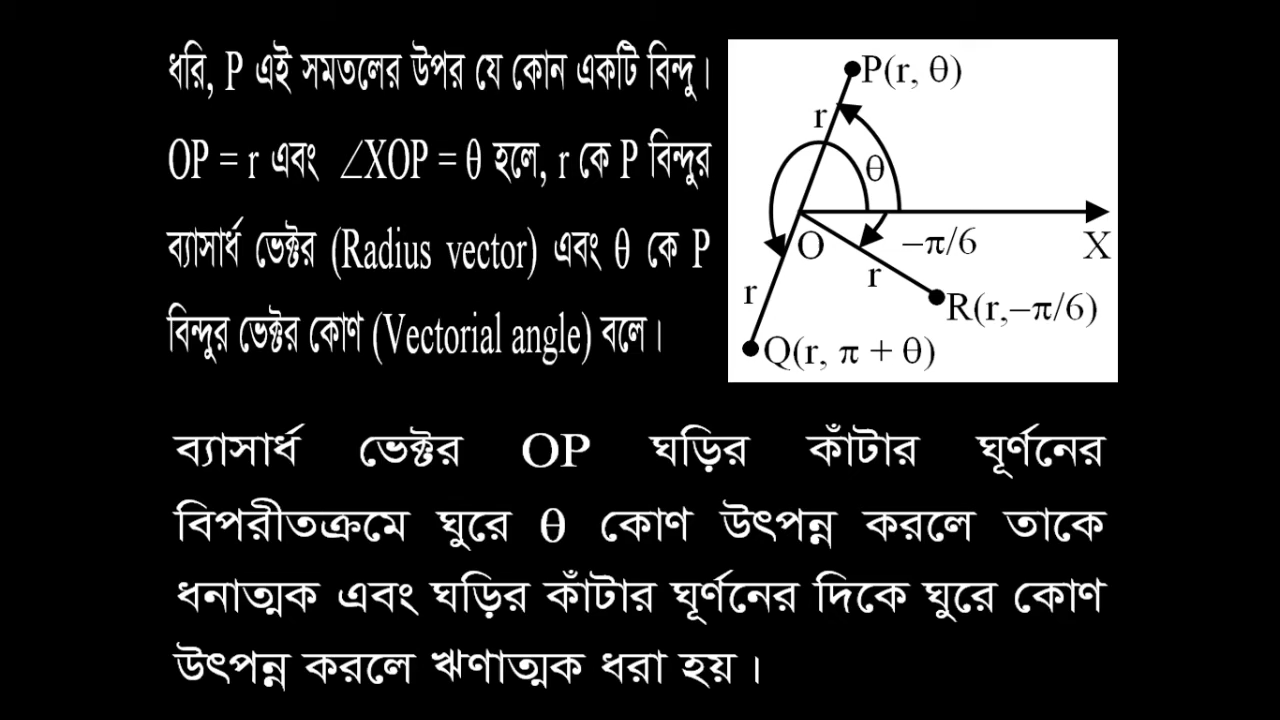 ধরি, P এই সমতলের উপর যে কোন একটি বিন্দু।
OP = r এবং ∠XOP = θ হলে, r কে P বিন্দুর
ব্যাসার্ধ ভেক্টর (Radius vector) এবং θ কে P
বিন্দুর ভেক্টর কোণ (Vectorial angle) বলে।
P(r, θ)
r
θ
O
–π/6
X
r
r
R(r,–π/6)
Q(r, π + θ)
ব্যাসার্ধ ভেক্টর OP ঘড়ির কাঁটার ঘূর্ণনের
বিপরীতক্রমে ঘুরে θ কোণ উৎপন্ন করলে তাকে
ধনাত্মক এবং ঘড়ির কাঁটার ঘূর্ণনের দিকে ঘুরে কোণ
উৎপন্ন করলে ঋণাত্মক ধরা হয়।